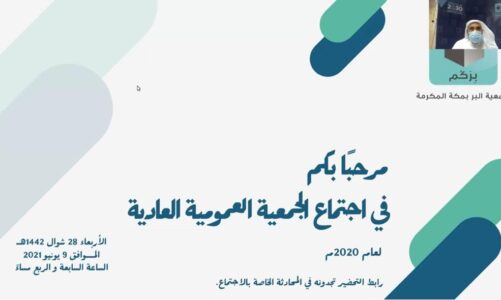 بركم
جمعية البر بمكة المكرمة
مرحبًا بكم
في اجتماع الجمعية العمومية العادية
لعام 2020م
الأربعاء 28 شوال 1442هـ
الموافق 9 يونيو 2021
الساعة السابعة و الربع مساءً
رابط التحضير تجدونه في المحادثة الخاصة بالاجتماع.